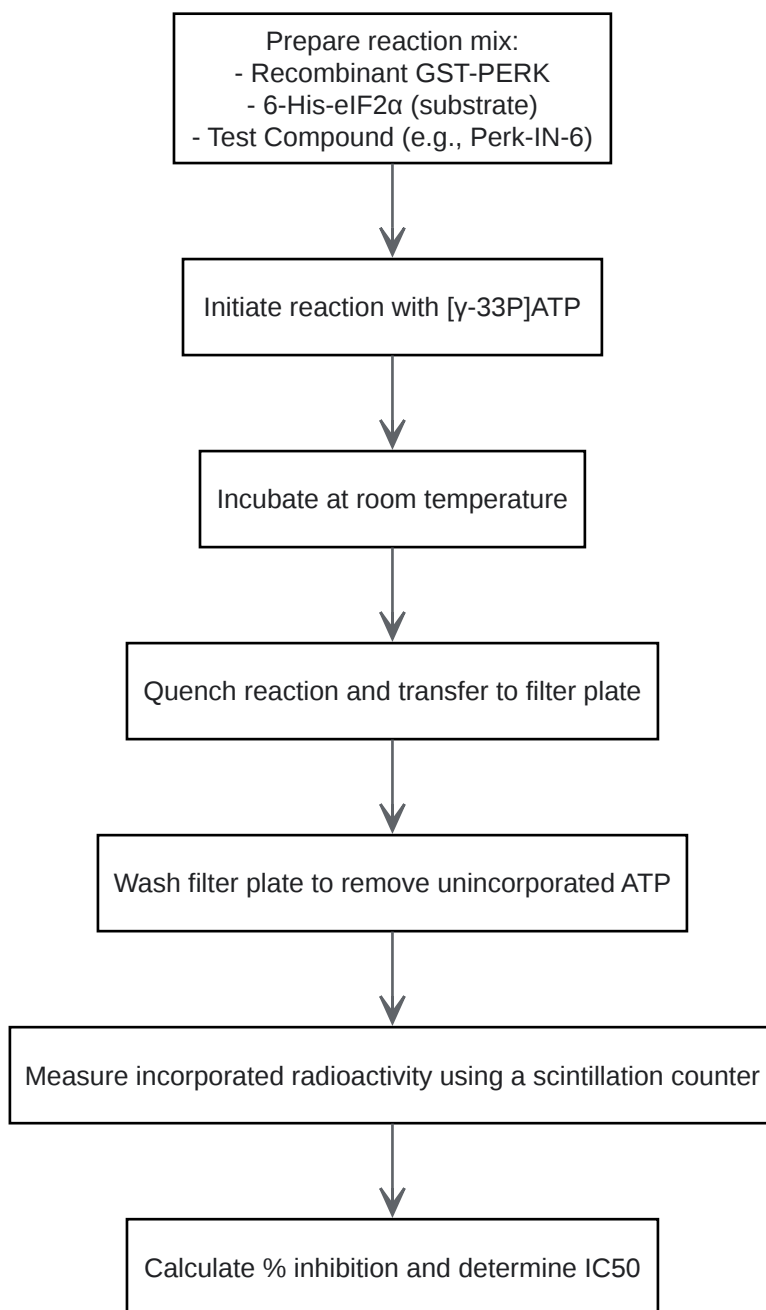 Prepare reaction mix:
- Recombinant GST-PERK
- 6-His-eIF2α (substrate)
- Test Compound (e.g., Perk-IN-6)
Initiate reaction with [γ-33P]ATP
Incubate at room temperature
Quench reaction and transfer to filter plate
Wash filter plate to remove unincorporated ATP
Measure incorporated radioactivity using a scintillation counter
Calculate % inhibition and determine IC50